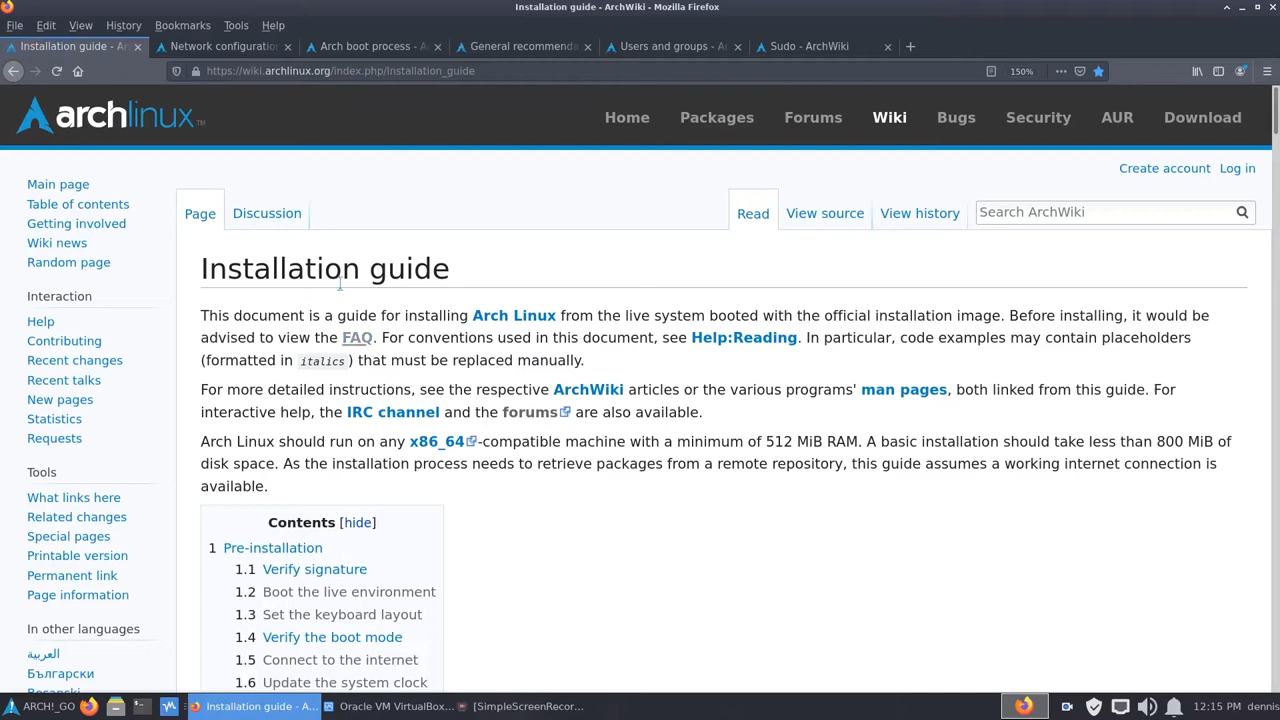 Installation guide - ArchWiki - Mozilla Firefox
File Edit View History Bookmarks Tools Help
Installation guide - Ar Network configuratio Arch boot process - A General recommenda Users and groups - A Sudo - ArchWiki
https://wiki.archlinux.org/index.php/Installation_guide 150%
archlinux TM
Home Packages Forums Wiki Bugs Security AUR Download
Create account Log in
Main page
Table of contents
Getting involved
Wiki news
Random page
Interaction
Help
Contributing
Recent changes
Recent talks
New pages
Statistics
Requests
Tools
What links here
Related changes
Special pages
Printable version
Permanent link
Page information
In other languages
العربية
Български
Bosanski
Page Discussion Read View source View history Search ArchWiki
Installation guide
This document is a guide for installing Arch Linux from the live system booted with the official installation image. Before installing, it would be
advised to view the FAQ. For conventions used in this document, see Help:Reading. In particular, code examples may contain placeholders
(formatted in italics) that must be replaced manually.
For more detailed instructions, see the respective ArchWiki articles or the various programs' man pages, both linked from this guide. For
interactive help, the IRC channel and the forums are also available.
Arch Linux should run on any x86_64-compatible machine with a minimum of 512 MiB RAM. A basic installation should take less than 800 MiB of
disk space. As the installation process needs to retrieve packages from a remote repository, this guide assumes a working internet connection is
available.
Contents [hide]
1 Pre-installation
1.1 Verify signature
1.2 Boot the live environment
1.3 Set the keyboard layout
1.4 Verify the boot mode
1.5 Connect to the internet
1.6 Update the system clock
ARCH!_GO Installation guide - A... Oracle VM VirtualBox... [SimpleScreenRecor... 12:15 PM dennis